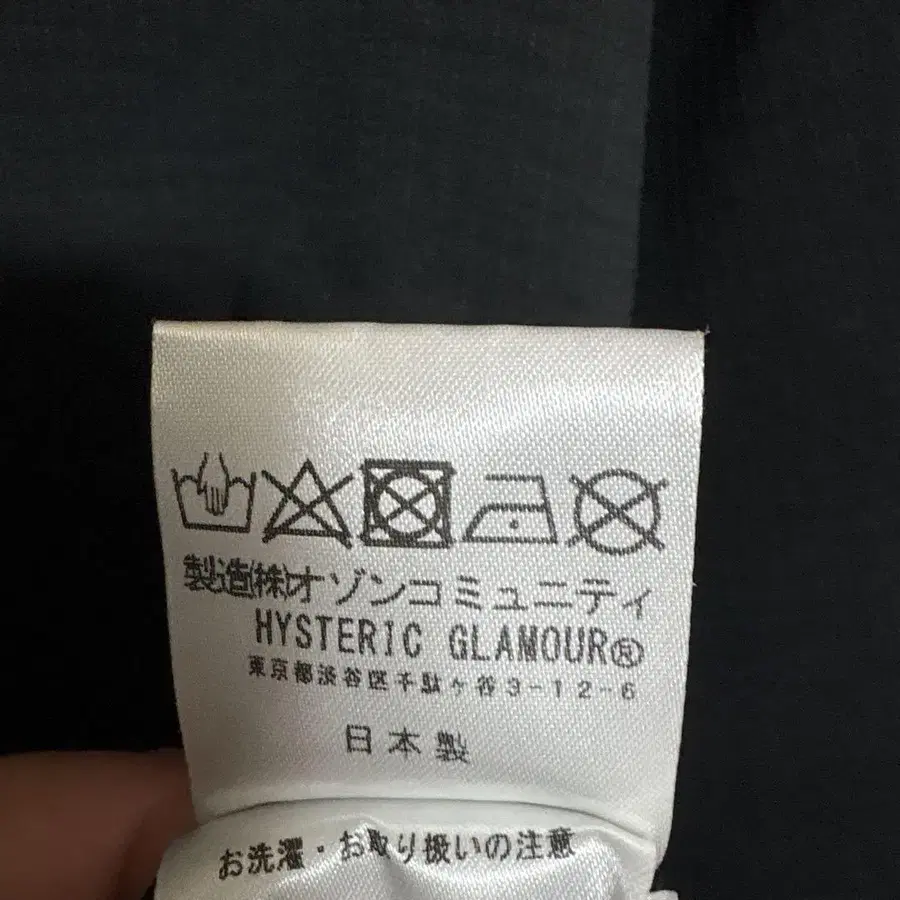 製造(株)オゾンコミュニティ
HYSTERIC GLAMOUR®
東京都渋谷区千駄ヶ谷3-12-6
日本製
お洗濯・お取り扱いの注意